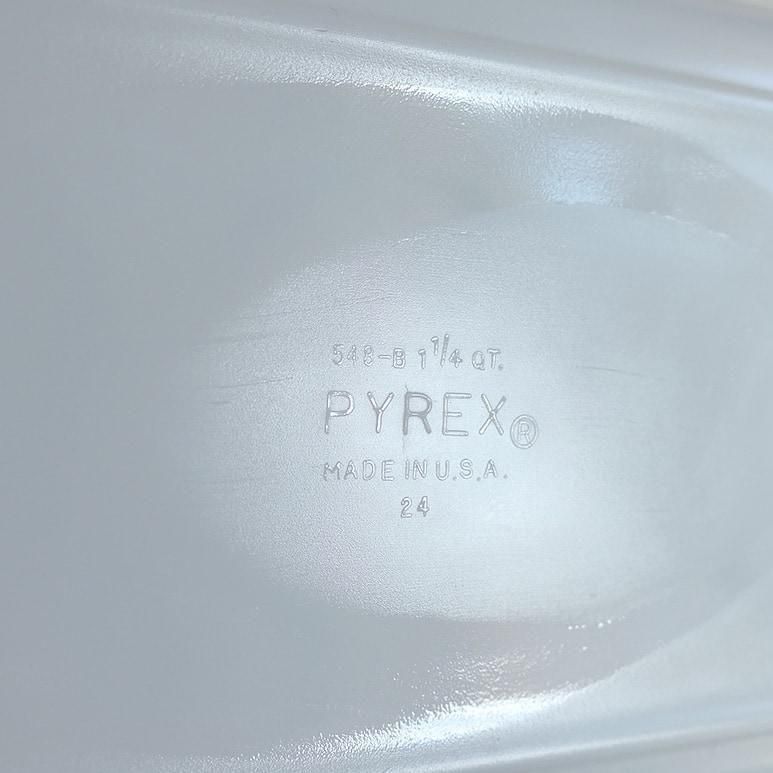 548-B 1 1/4 QT.
PYREX®
MADE IN U.S.A.
24